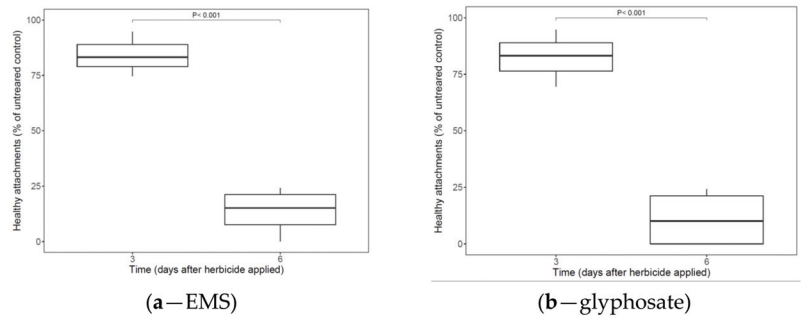 P< 0.001
100
75
50
25
0
Healthy attachments (% of untreared control)
3
6
Time (days after herbicide applied)
(a—EMS)
P< 0.001
100
75
50
25
0
Healthy attachments (% of untreared control)
3
6
Time (days after herbicide applied)
(b—glyphosate)